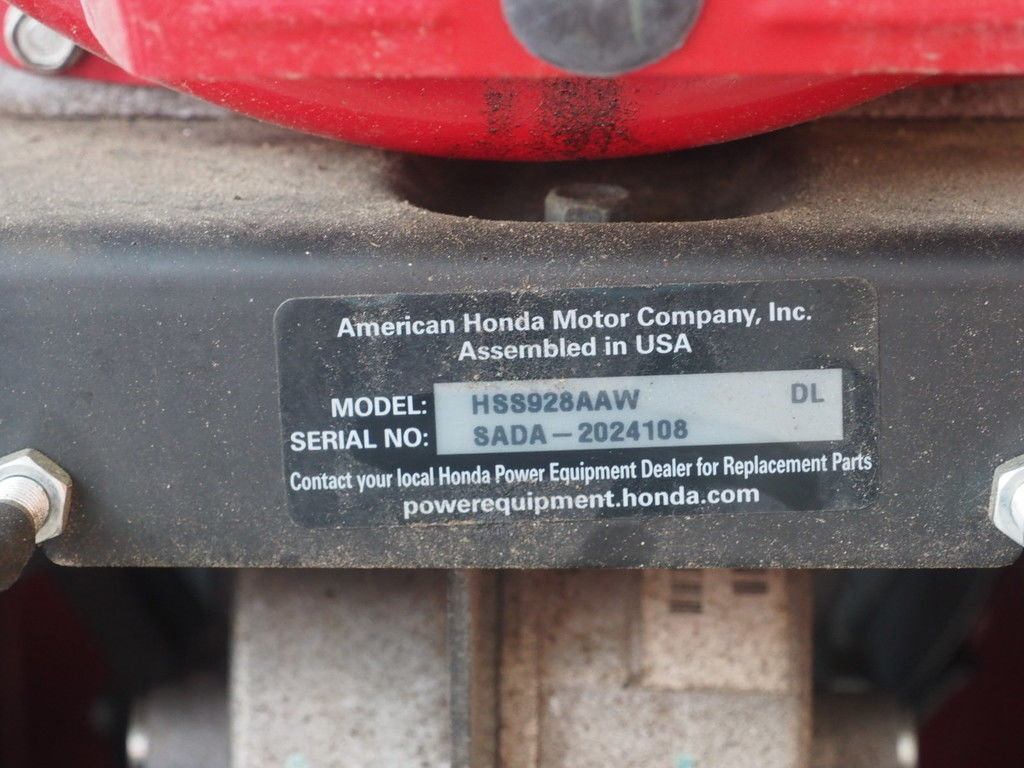 American Honda Motor Company, Inc.
Assembled in USA
MODEL: HSS928AAW DL
SERIAL NO: SADA-2024108
Contact your local Honda Power Equipment Dealer for Replacement Parts
powerequipment.honda.com